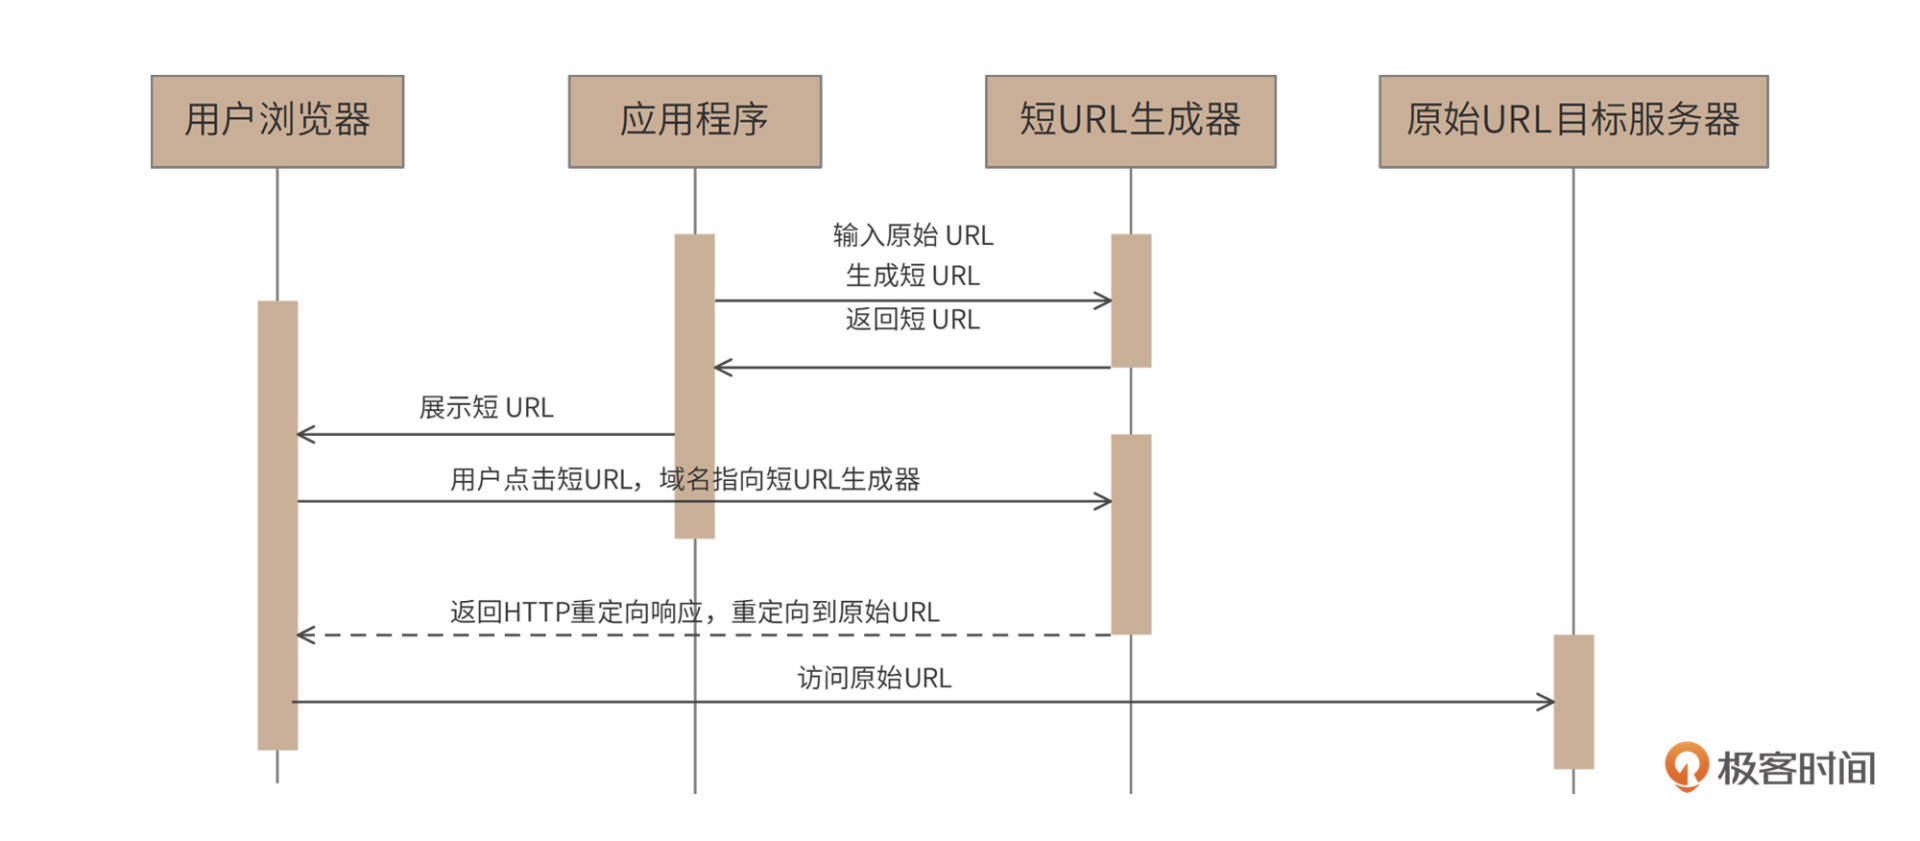 用户浏览器
应用程序
短URL生成器
原始URL目标服务器
输入原始 URL
生成短 URL
返回短 URL
展示短 URL
用户点击短URL，域名指向短URL生成器
返回HTTP重定向响应，重定向到原始URL
访问原始URL
极客时间